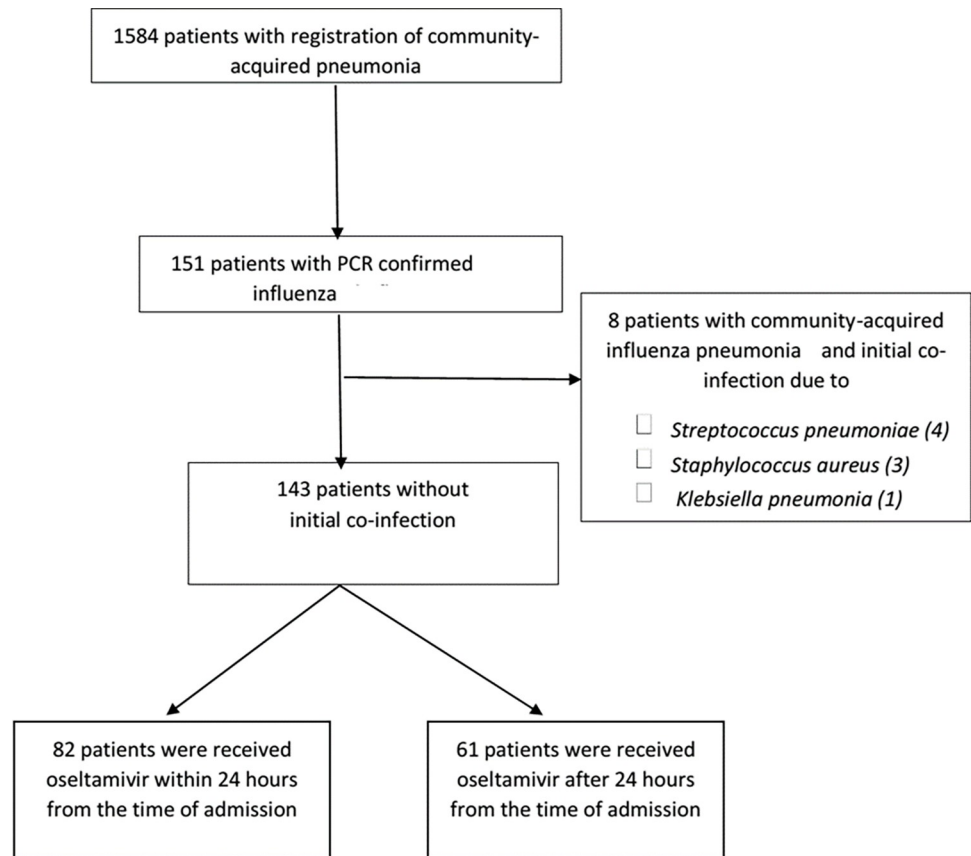 1584 patients with registration of community-
acquired pneumonia
151 patients with PCR confirmed
influenza
8 patients with community-acquired
influenza pneumonia and initial co-
infection due to
Streptococcus pneumoniae (4)
Staphylococcus aureus (3)
Klebsiella pneumonia (1)
143 patients without
initial co-infection
82 patients were received
oseltamivir within 24 hours
from the time of admission
61 patients were received
oseltamivir after 24 hours
from the time of admission